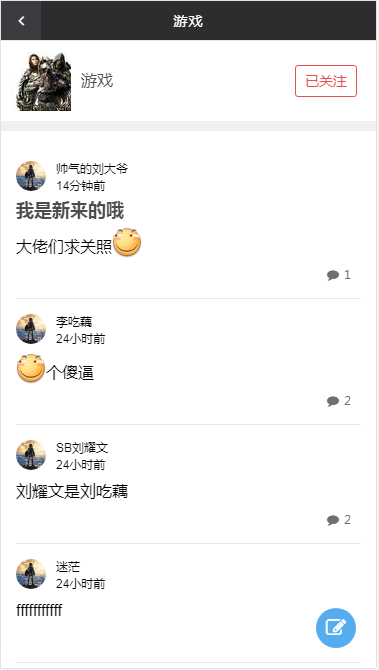 游戏
游戏
已关注
帅气的刘大爷
14分钟前
我是新来的哦
大佬们求关照
1
李吃藕
24小时前
个傻逼
2
SB刘耀文
24小时前
刘耀文是刘吃藕
2
迷茫
24小时前
fffffffffff